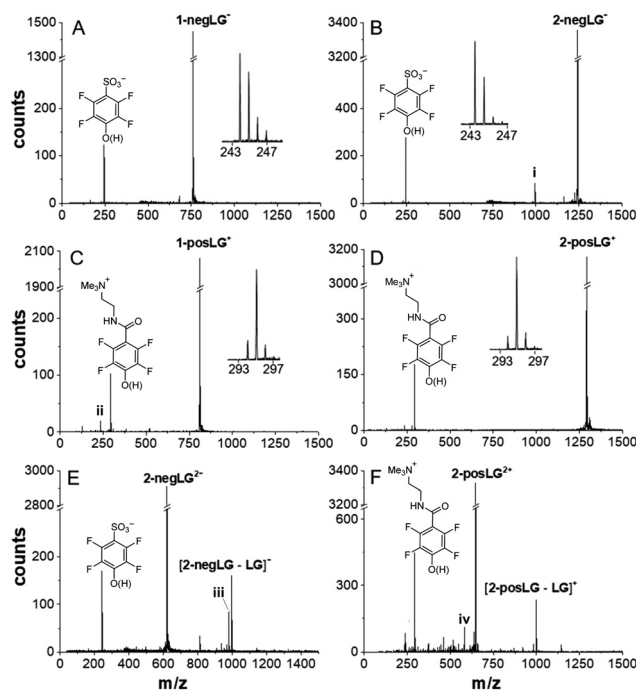 A
1-negLG⁻
1500
1300
200
100
0
counts
SO₃⁻
F F
F F
O(H)
243 247
0 250 500 750 1000 1250 1500
B
2-negLG⁻
3400
3200
400
200
0
SO₃⁻
F F
F F
O(H)
243 247
i
0 250 500 750 1000 1250 1500
C
1-posLG⁺
2100
2000
200
100
0
counts
Me₃N⁺
HN O
F F
F F
O(H)
293 297
ii
0 250 500 750 1000 1250 1500
D
2-posLG⁺
3200
3000
300
150
0
Me₃N⁺
HN O
F F
F F
O(H)
293 297
0 250 500 750 1000 1250 1500
E
2-negLG²⁻
3000
2800
200
100
0
counts
SO₃⁻
F F
F F
O(H)
[2-negLG - LG]⁻
iii
0 200 400 600 800 1000 1200 1400
m/z
F
2-posLG²⁺
3400
3200
600
300
0
Me₃N⁺
HN O
F F
F F
O(H)
[2-posLG - LG]⁺
iv
0 250 500 750 1000 1250 1500
m/z